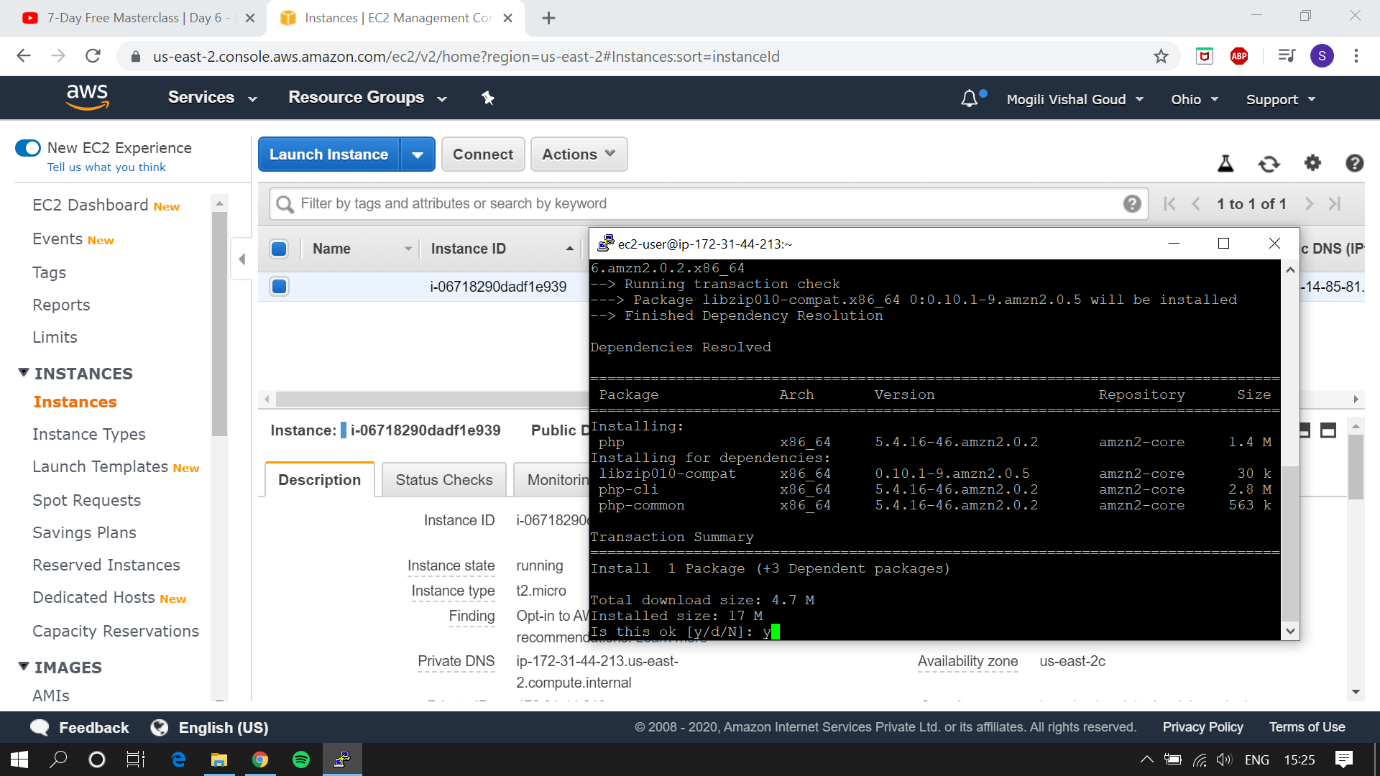 7-Day Free Masterclass | Day 6 -
Instances | EC2 Management Con
us-east-2.console.aws.amazon.com/ec2/v2/home?region=us-east-2#Instances:sort=instanceId
ABP
S
aws
Services
Resource Groups
Mogili Vishal Goud
Ohio
Support
New EC2 Experience
Tell us what you think
Launch Instance
Connect
Actions
EC2 Dashboard New
Events New
Tags
Reports
Limits
INSTANCES
Instances
Instance Types
Launch Templates New
Spot Requests
Savings Plans
Reserved Instances
Dedicated Hosts New
Capacity Reservations
IMAGES
AMIs
Filter by tags and attributes or search by keyword
1 to 1 of 1
Name
Instance ID
c DNS (IP
i-06718290dadf1e939
-14-85-81.
ec2-user@ip-172-31-44-213:~
6.amzn2.0.2.x86_64
--> Running transaction check
---> Package libzip010-compat.x86_64 0:0.10.1-9.amzn2.0.5 will be installed
--> Finished Dependency Resolution
Dependencies Resolved
================================================================================
Package Arch Version Repository Size
================================================================================
Installing:
php x86_64 5.4.16-46.amzn2.0.2 amzn2-core 1.4 M
Installing for dependencies:
libzip010-compat x86_64 0.10.1-9.amzn2.0.5 amzn2-core 30 k
php-cli x86_64 5.4.16-46.amzn2.0.2 amzn2-core 2.8 M
php-common x86_64 5.4.16-46.amzn2.0.2 amzn2-core 563 k
Transaction Summary
================================================================================
Install 1 Package (+3 Dependent packages)
Total download size: 4.7 M
Installed size: 17 M
Is this ok [y/d/N]: y
Instance: i-06718290dadf1e939 Public D
Description
Status Checks
Monitorin
Instance ID i-06718290
Instance state running
Instance type t2.micro
Finding Opt-in to AW
Private DNS ip-172-31-44-213.us-east-
2.compute.internal
Availability zone us-east-2c
Feedback
English (US)
© 2008 - 2020, Amazon Internet Services Private Ltd. or its affiliates. All rights reserved.
Privacy Policy
Terms of Use
ENG
15:25